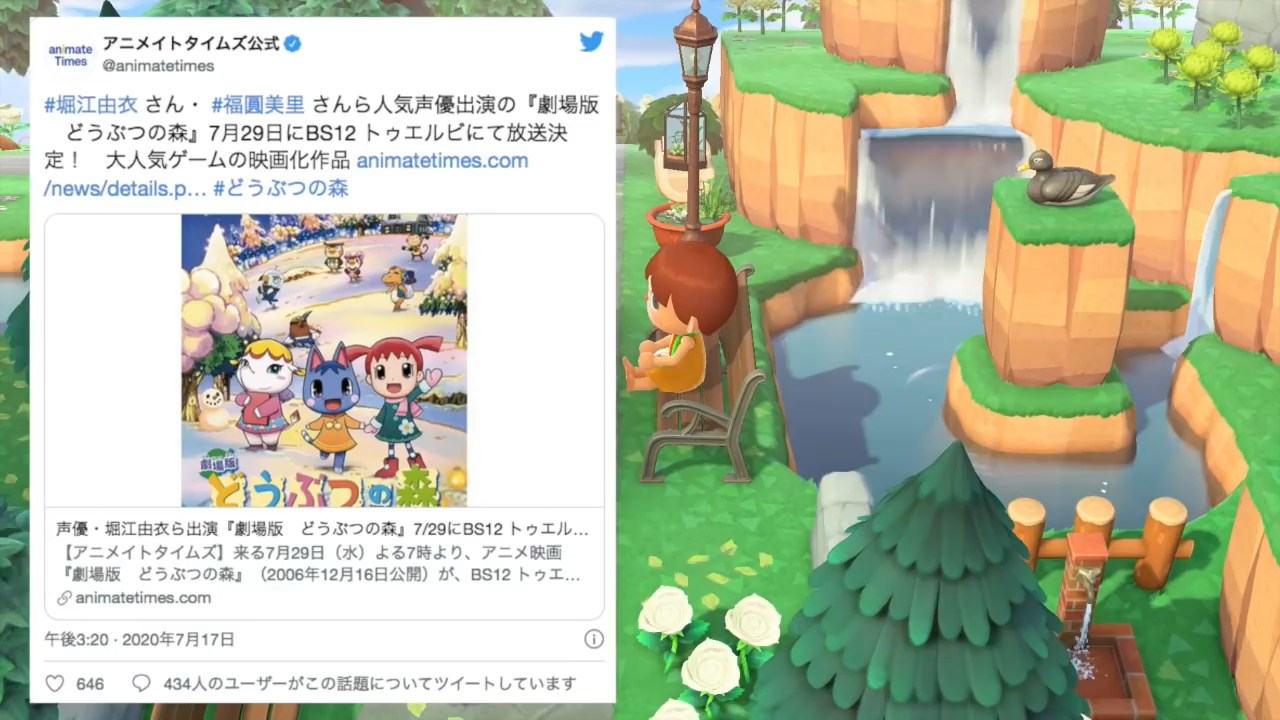 animate Times
アニメイトタイムズ公式
@animatetimes
#堀江由衣 さん・ #福圓美里 さんら人気声優出演の『劇場版
どうぶつの森』7月29日にBS12 トゥエルビにて放送決
定！ 大人気ゲームの映画化作品 animatetimes.com
/news/details.p… #どうぶつの森
劇場版
どうぶつの森
声優・堀江由衣ら出演『劇場版 どうぶつの森』7/29にBS12 トゥエル…
【アニメイトタイムズ】来る7月29日（水）よる7時より、アニメ映画
『劇場版 どうぶつの森』（2006年12月16日公開）が、BS12 トゥエ…
animatetimes.com
午後3:20 · 2020年7月17日
646 434人のユーザーがこの話題についてツイートしています